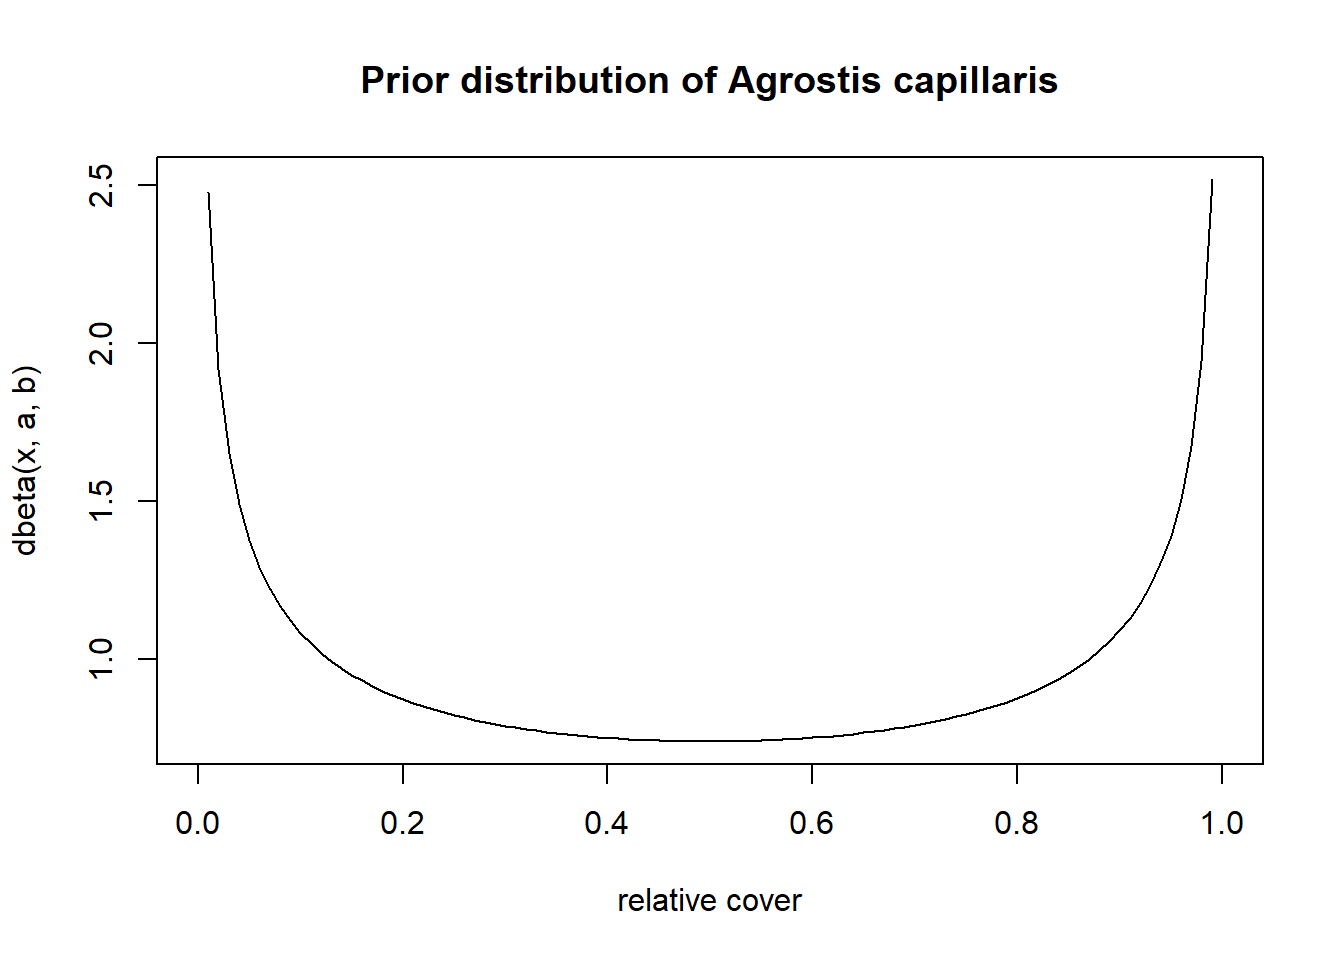 Prior distribution of Agrostis capillaris
dbeta(x, a, b)
2.5
2.0
1.5
1.0
0.0 0.2 0.4 0.6 0.8 1.0
relative cover